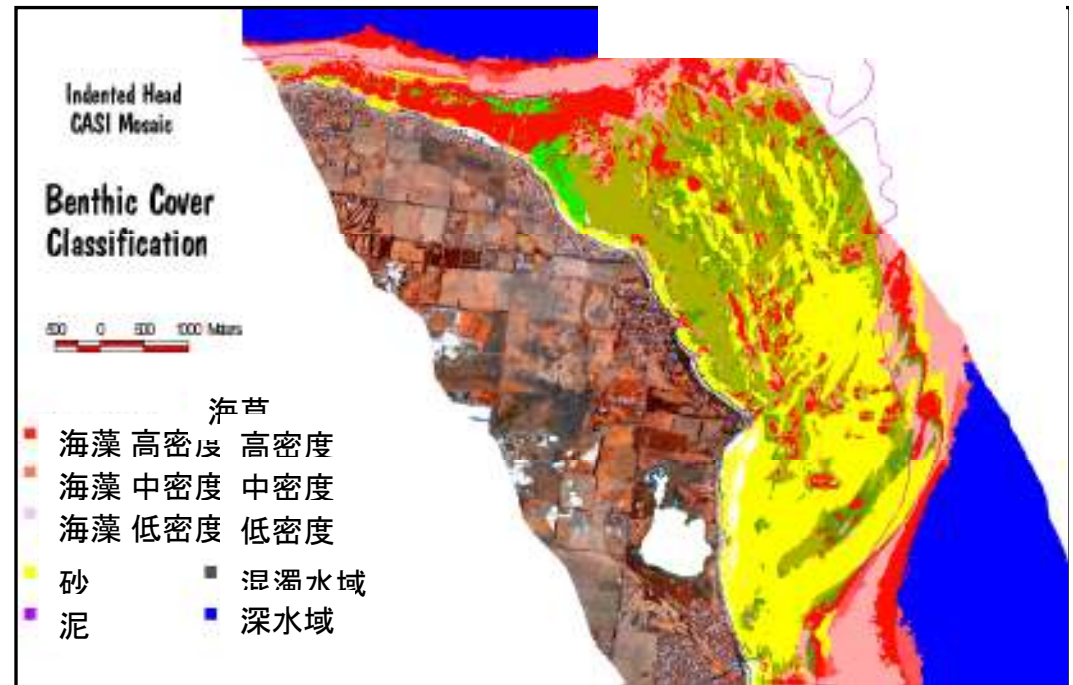 Indented Head
CASI Mosaic
Benthic Cover
Classification
500 0 500 1000 Meters
海草
海藻 高密度 高密度
海藻 中密度 中密度
海藻 低密度 低密度
砂 混濁水域
泥 深水域